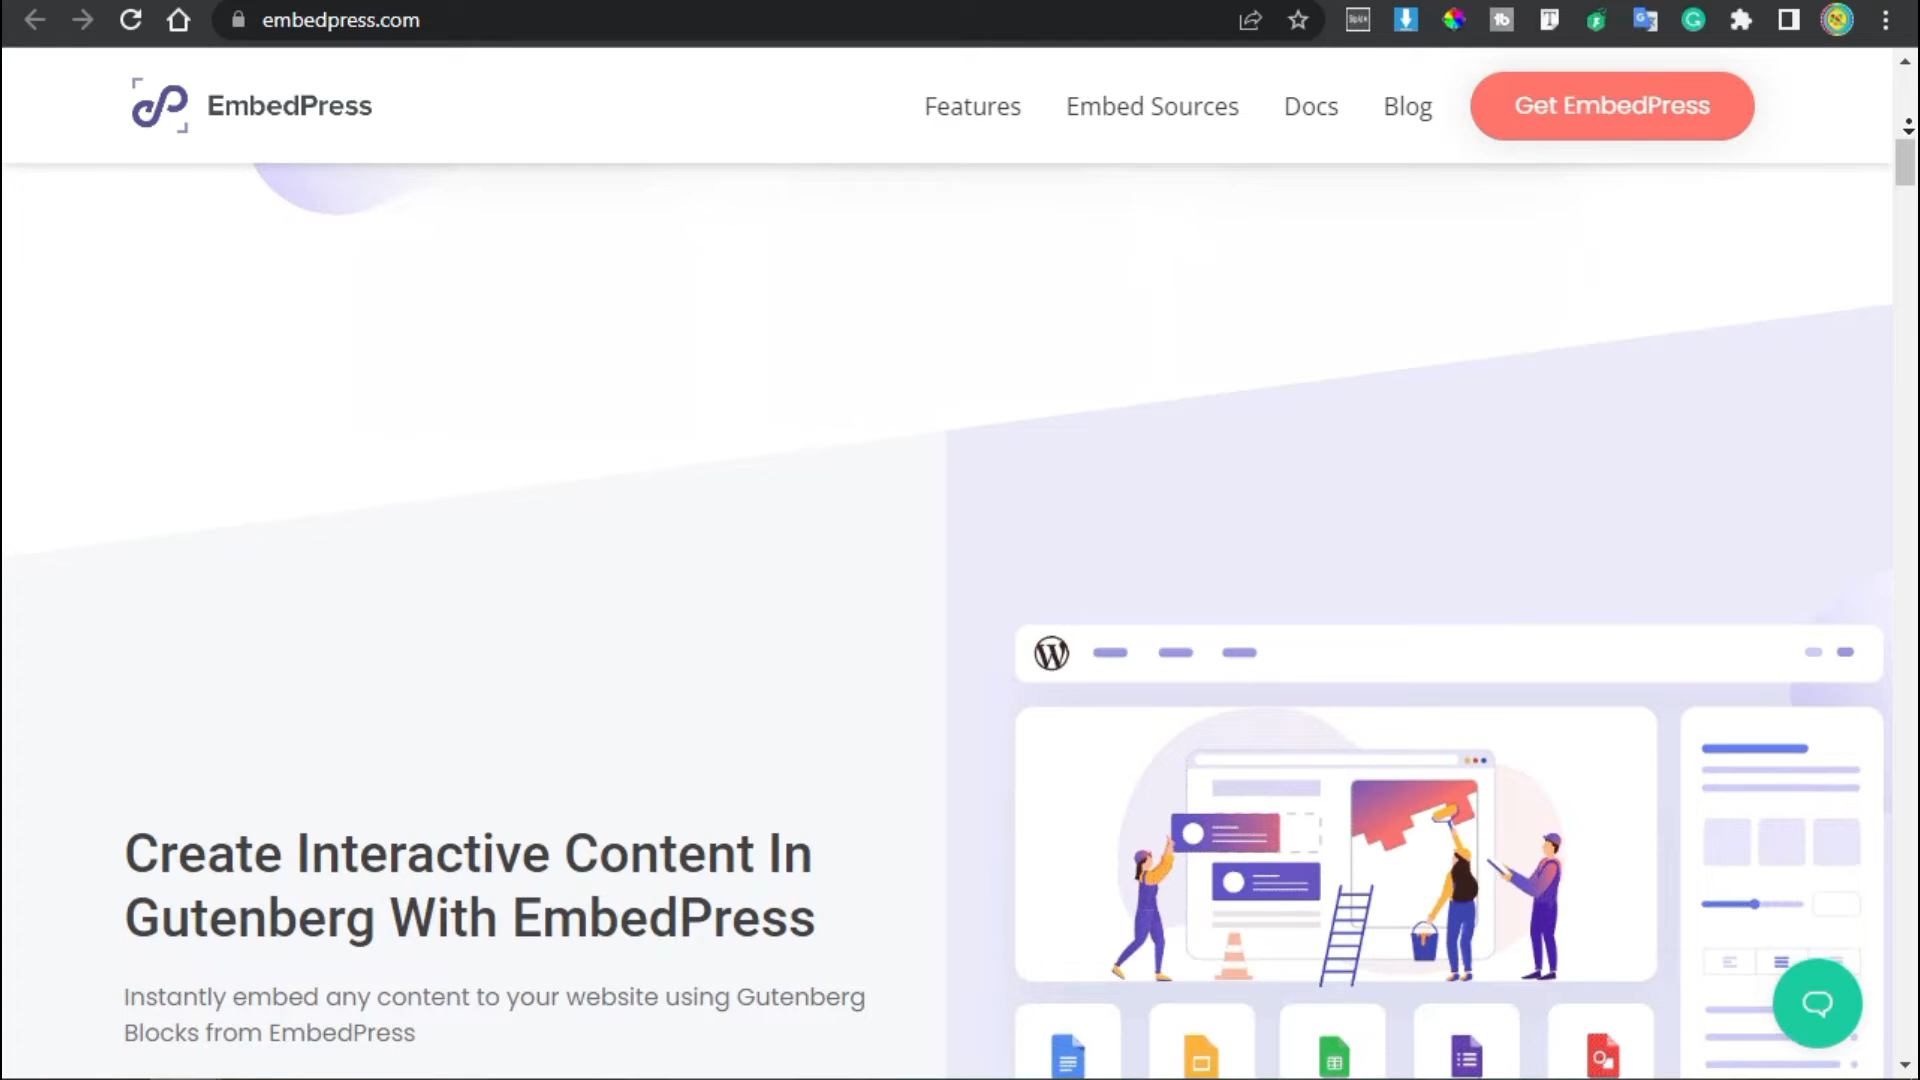 embedpress.com
EmbedPress
Features
Embed Sources
Docs
Blog
Get EmbedPress
Create Interactive Content In
Gutenberg With EmbedPress
Instantly embed any content to your website using Gutenberg
Blocks from EmbedPress